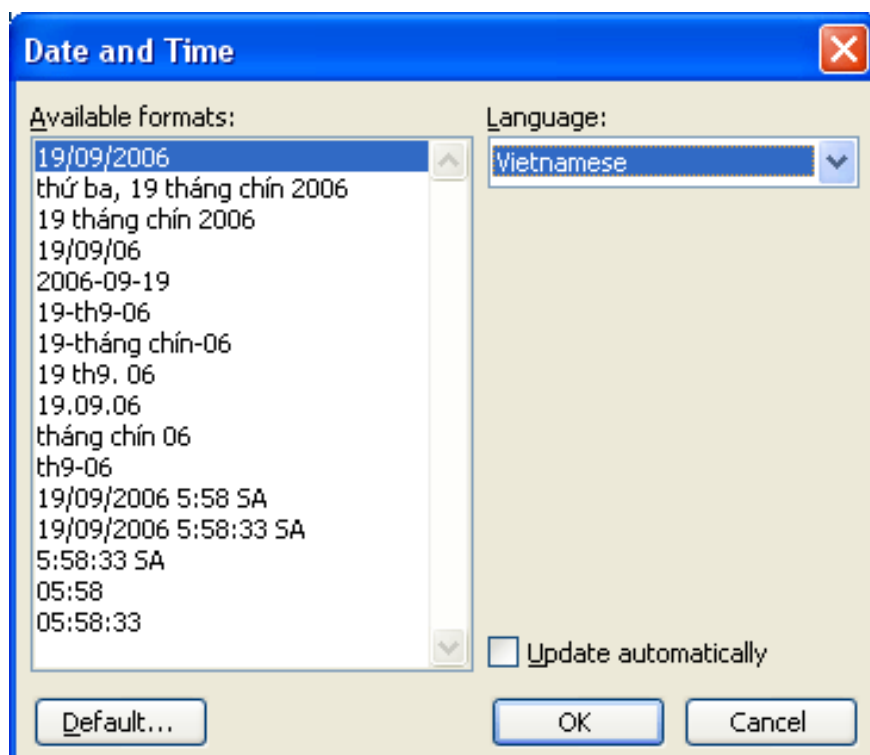 Date and Time
Available formats:
19/09/2006
thứ ba, 19 tháng chín 2006
19 tháng chín 2006
19/09/06
2006-09-19
19-th9-06
19-tháng chín-06
19 th9. 06
19.09.06
tháng chín 06
th9-06
19/09/2006 5:58 SA
19/09/2006 5:58:33 SA
5:58:33 SA
05:58
05:58:33
Language:
Vietnamese
Update automatically
Default...
OK
Cancel